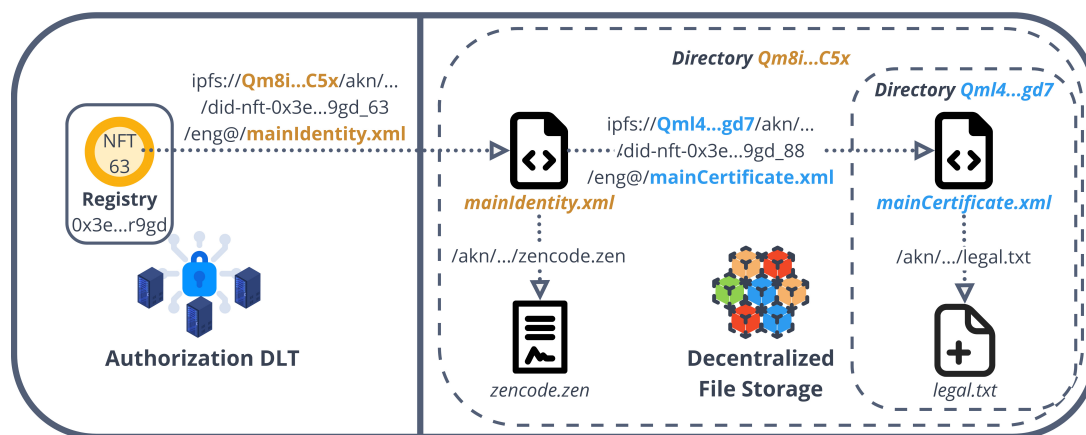 Directory Qm8i...C5x
ipfs://Qm8i...C5x/akn/...
/did-nft-0x3e...9gd_63
/eng@/mainIdentity.xml
NFT
63
Registry
0x3e...r9gd
Authorization DLT
mainIdentity.xml
ipfs://Qml4...gd7/akn/...
/did-nft-0x3e...9gd_88
/eng@/mainCertificate.xml
Directory Qml4...gd7
mainCertificate.xml
/akn/.../zencode.zen
zencode.zen
Decentralized
File Storage
/akn/.../legal.txt
legal.txt